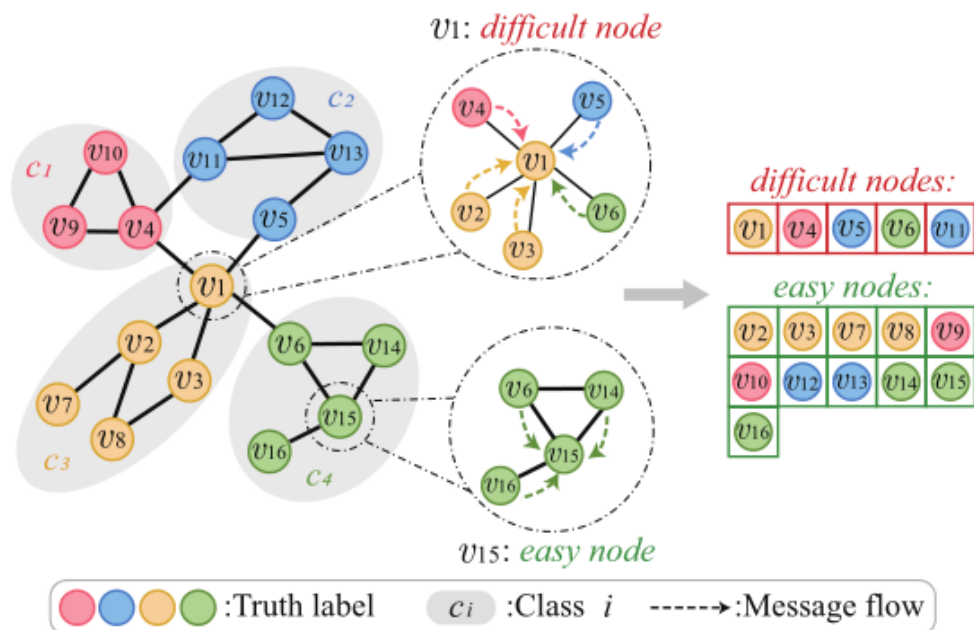 v1: difficult node
v12
c2
v4
v5
v10
v11
v13
difficult nodes:
c1
v1
v9
v4
v5
v2
v6
v1
v4
v5
v6
v11
v3
v1
easy nodes:
v2
v6
v14
v2
v3
v7
v8
v9
v3
v6
v14
v7
v15
v10
v12
v13
v14
v15
v8
v16
v15
c3
c4
v16
v16
v15: easy node
:Truth label
ci
:Class i
:Message flow